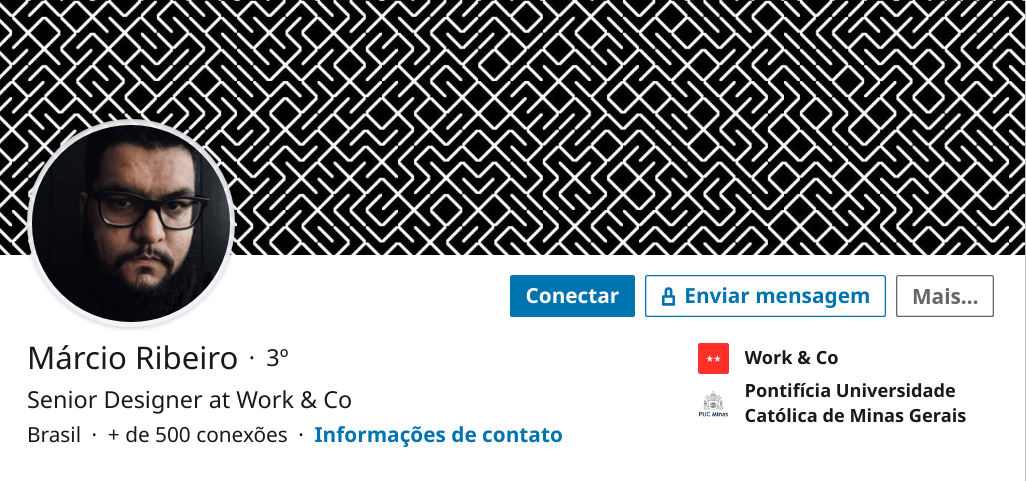 Conectar
Enviar mensagem
Mais...
Márcio Ribeiro · 3º
Senior Designer at Work & Co
Brasil · + de 500 conexões · Informações de contato
Work & Co
PUC Minas
Pontifícia Universidade
Católica de Minas Gerais